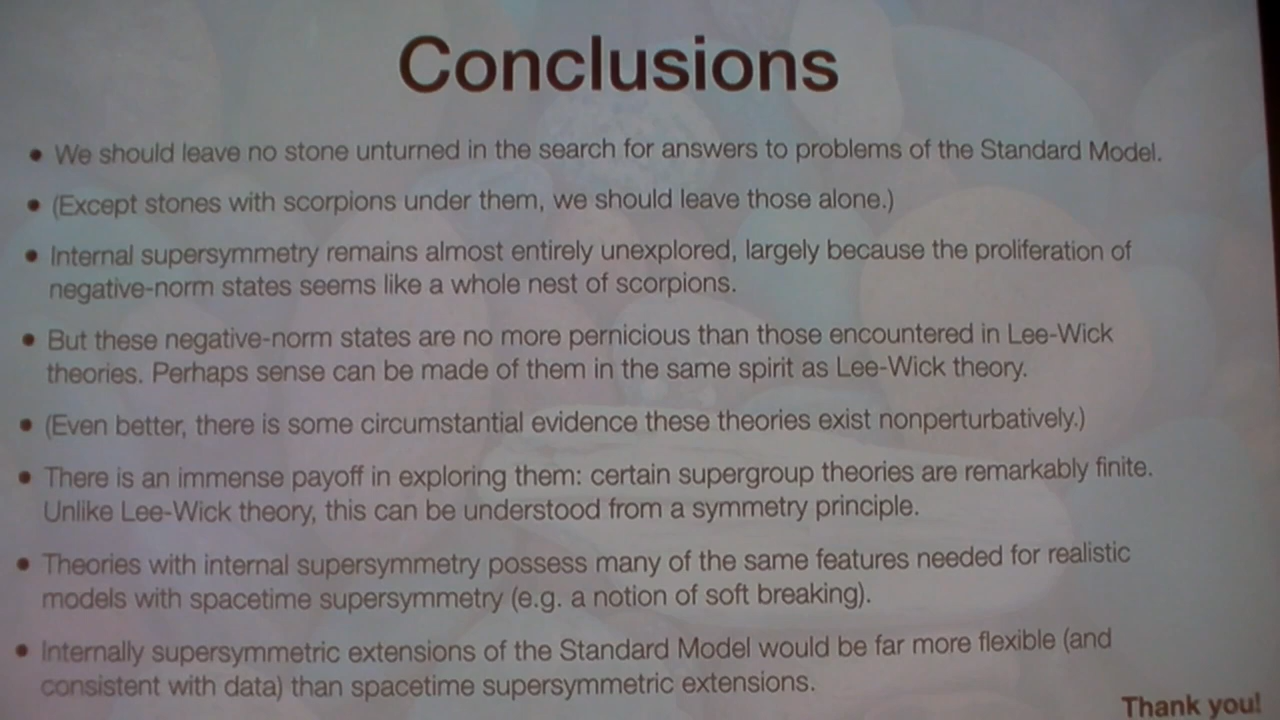 Conclusions
• We should leave no stone unturned in the search for answers to problems of the Standard Model.
• (Except stones with scorpions under them, we should leave those alone.)
• Internal supersymmetry remains almost entirely unexplored, largely because the proliferation of
negative-norm states seems like a whole nest of scorpions.
• But these negative-norm states are no more pernicious than those encountered in Lee-Wick
theories. Perhaps sense can be made of them in the same spirit as Lee-Wick theory.
• (Even better, there is some circumstantial evidence these theories exist nonperturbatively.)
• There is an immense payoff in exploring them: certain supergroup theories are remarkably finite.
Unlike Lee-Wick theory, this can be understood from a symmetry principle.
• Theories with internal supersymmetry possess many of the same features needed for realistic
models with spacetime supersymmetry (e.g. a notion of soft breaking).
• Internally supersymmetric extensions of the Standard Model would be far more flexible (and
consistent with data) than spacetime supersymmetric extensions.
Thank you!